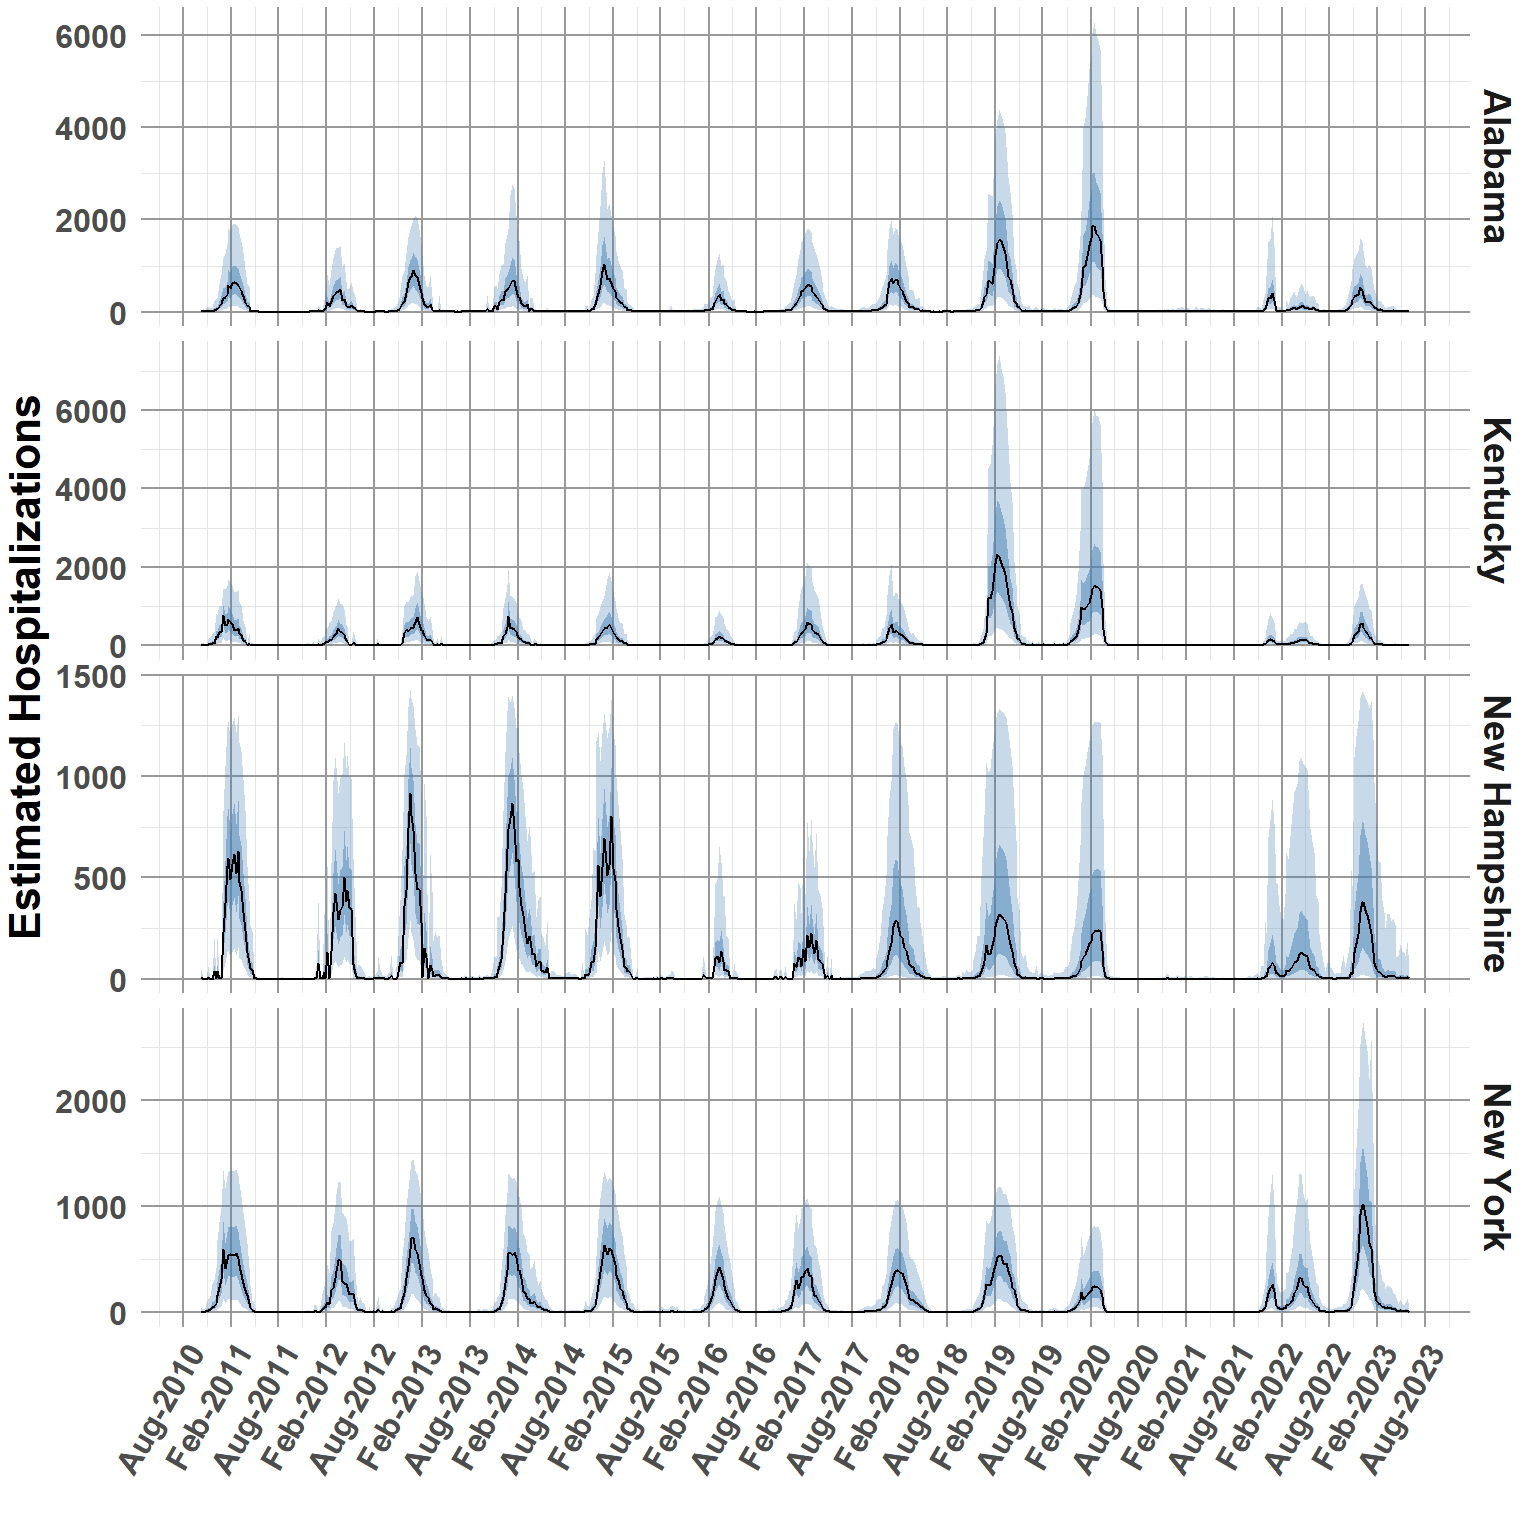 6000
4000
2000
0
Alabama
6000
4000
2000
0
Kentucky
Estimated Hospitalizations
1500
1000
500
0
New Hampshire
2000
1000
0
New York
Aug-2010
Feb-2011
Aug-2011
Feb-2012
Aug-2012
Feb-2013
Aug-2013
Feb-2014
Aug-2014
Feb-2015
Aug-2015
Feb-2016
Aug-2016
Feb-2017
Aug-2017
Feb-2018
Aug-2018
Feb-2019
Aug-2019
Feb-2020
Aug-2020
Feb-2021
Aug-2021
Feb-2022
Aug-2022
Feb-2023
Aug-2023